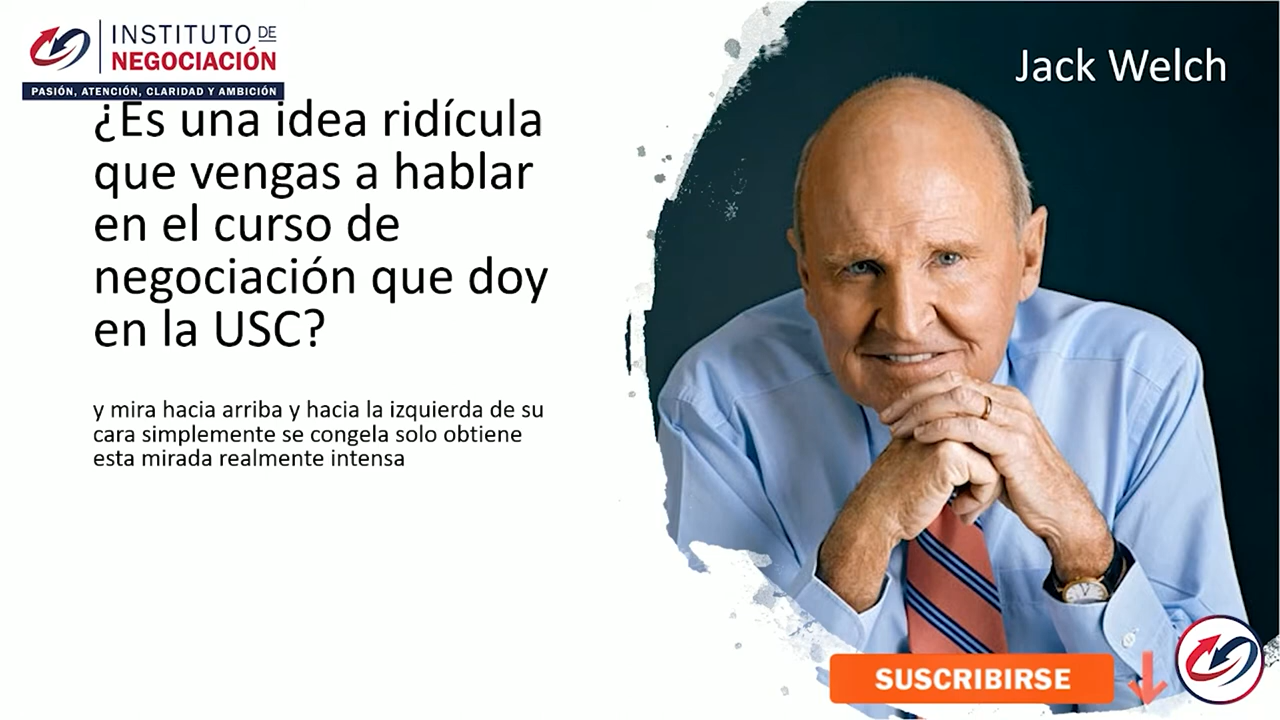 INSTITUTO DE
NEGOCIACIÓN
PASIÓN, ATENCIÓN, CLARIDAD Y AMBICIÓN
¿Es una idea ridícula
que vengas a hablar
en el curso de
negociación que doy
en la USC?
y mira hacia arriba y hacia la izquierda de su
cara simplemente se congela solo obtiene
esta mirada realmente intensa
Jack Welch
SUSCRIBIRSE